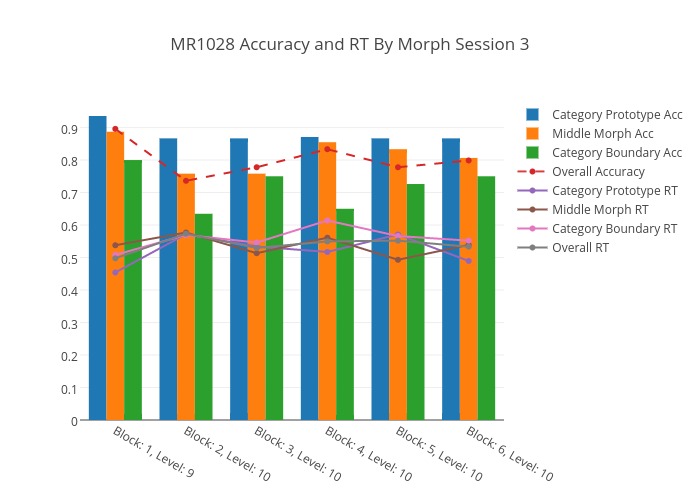 MR1028 Accuracy and RT By Morph Session 3
0.9
0.8
0.7
0.6
0.5
0.4
0.3
0.2
0.1
0
Block: 1, Level: 9
Block: 2, Level: 10
Block: 3, Level: 10
Block: 4, Level: 10
Block: 5, Level: 10
Block: 6, Level: 10
Category Prototype Acc
Middle Morph Acc
Category Boundary Acc
Overall Accuracy
Category Prototype RT
Middle Morph RT
Category Boundary RT
Overall RT